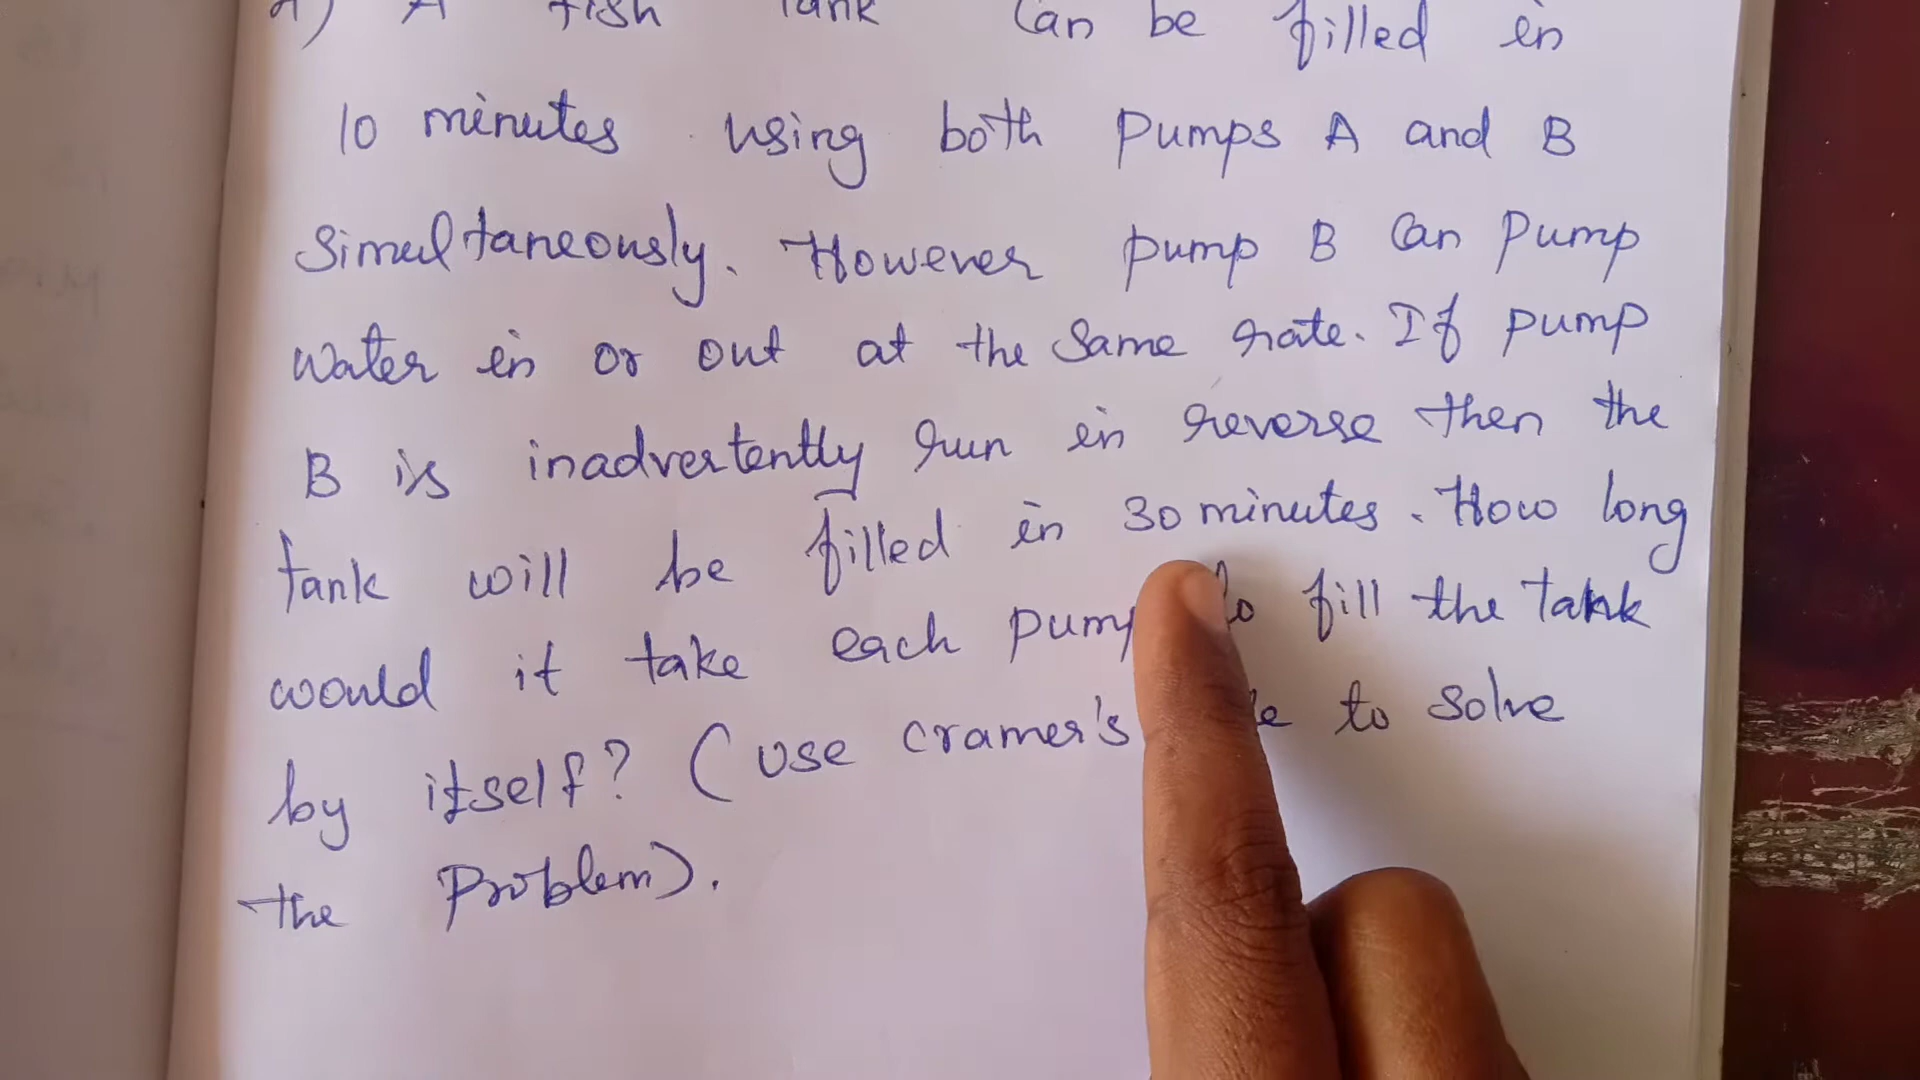 A fish tank can be filled in
10 minutes using both pumps A and B
simultaneously. However pump B can pump
water in or out at the same rate. If pump
B is inadvertently run in reverse then the
tank will be filled in 30 minutes. How long
would it take each pump to fill the tank
by itself? (use cramer's to solve
the problem).